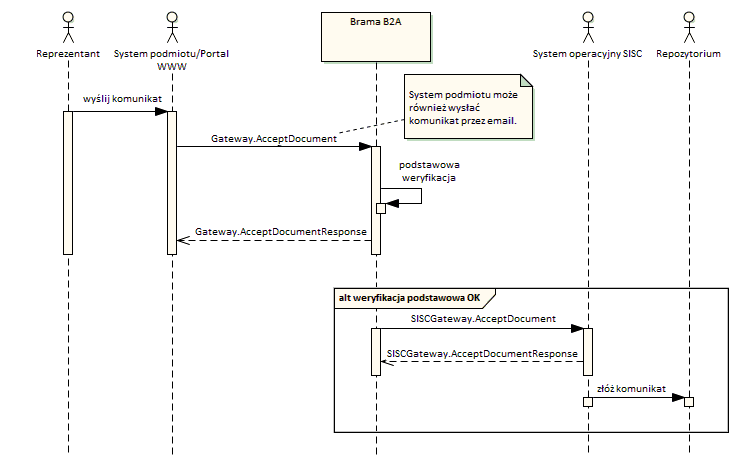 Reprezentant
System podmiotu/Portal
WWW
Brama B2A
System operacyjny SISC
Repozytorium
wyślij komunikat
System podmiotu może
również wysłać
komunikat przez email.
Gateway.AcceptDocument
podstawowa
weryfikacja
Gateway.AcceptDocumentResponse
alt weryfikacja podstawowa OK
SISCGateway.AcceptDocument
SISCGateway.AcceptDocumentResponse
złóż komunikat